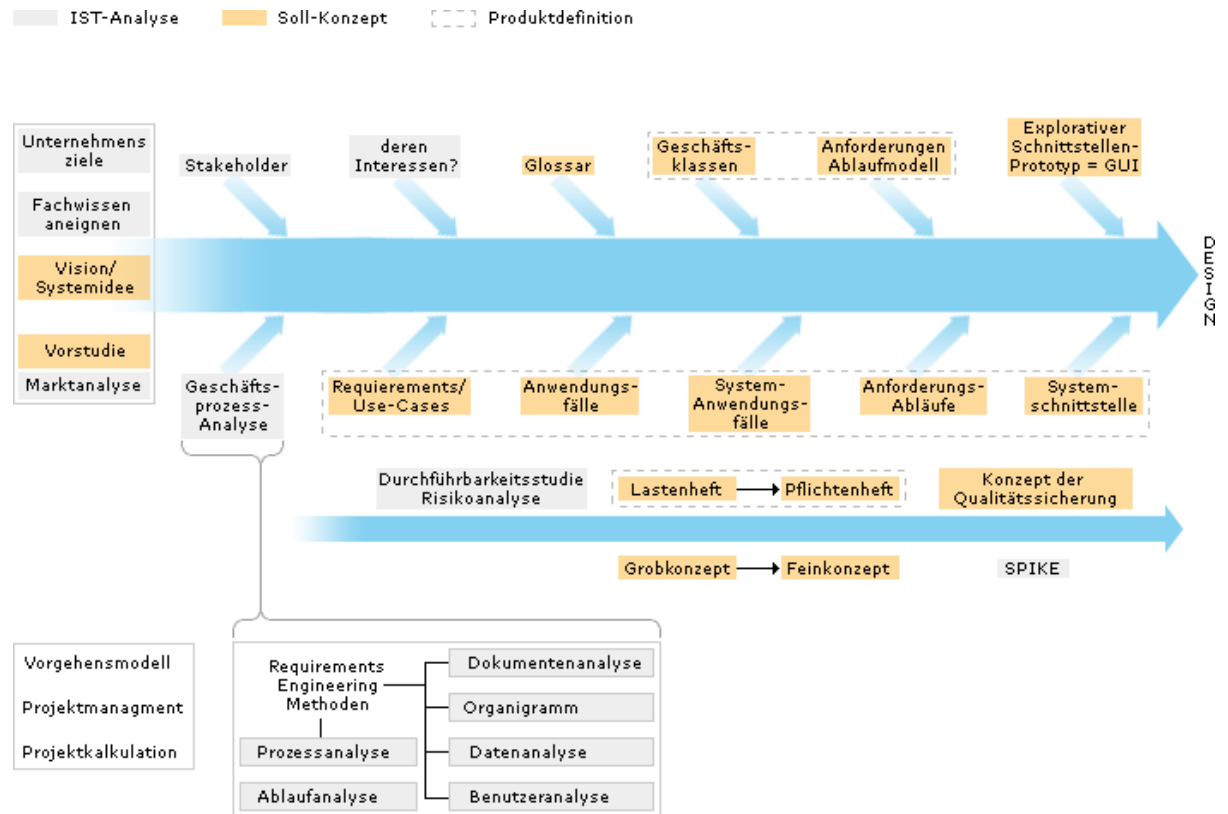 IST-Analyse
Soll-Konzept
Produktdefinition
Unternehmens
ziele
Fachwissen
aneignen
Vision/
Systemidee
Vorstudie
Marktanalyse
Stakeholder
deren
Interessen?
Glossar
Geschäfts-
klassen
Anforderungen
Ablaufmodell
Explorativer
Schnittstellen-
Prototyp = GUI
D
E
S
I
G
N
Geschäfts-
prozess-
Analyse
Requierements/
Use-Cases
Anwendungs-
fälle
System-
Anwendungs-
fälle
Anforderungs-
Abläufe
System-
schnittstelle
Durchführbarkeitsstudie
Risikoanalyse
Lastenheft
Pflichtenheft
Konzept der
Qualitätssicherung
Grobkonzept
Feinkonzept
SPIKE
Vorgehensmodell
Projektmanagment
Projektkalkulation
Requirements
Engineering
Methoden
Prozessanalyse
Ablaufanalyse
Dokumentenanalyse
Organigramm
Datenanalyse
Benutzeranalyse